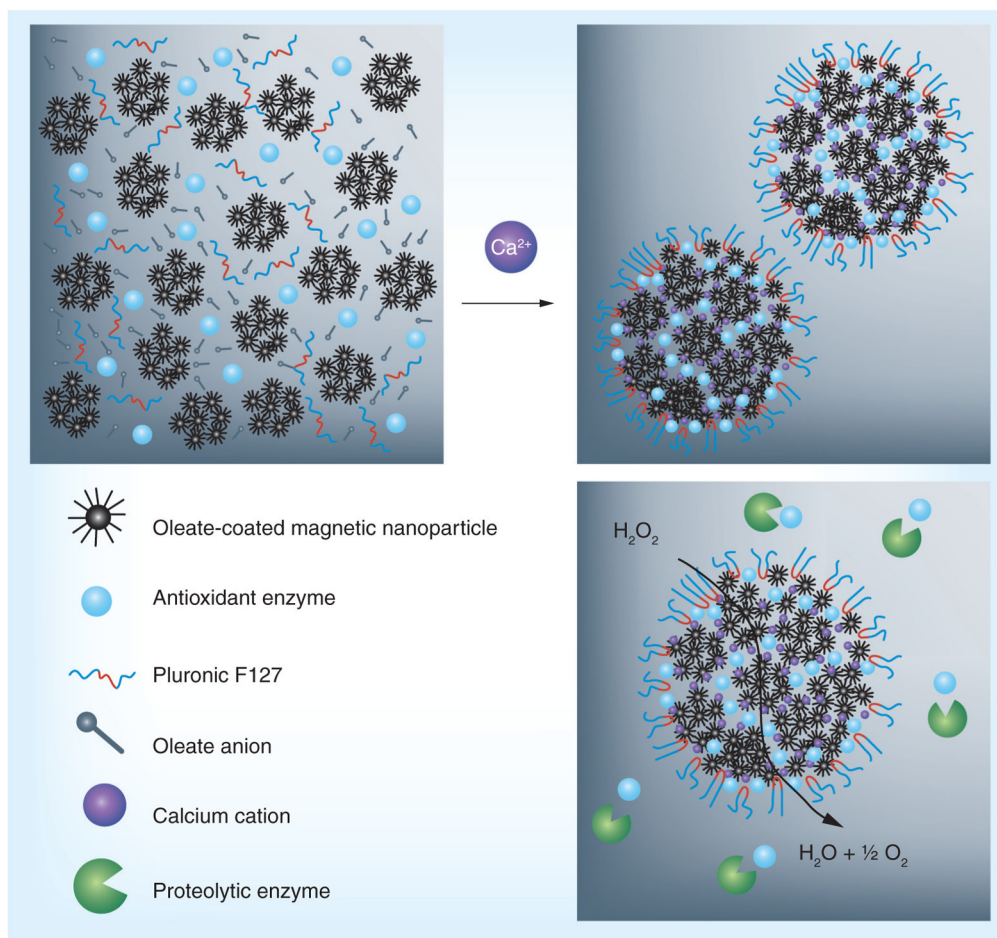 Ca²⁺
Oleate-coated magnetic nanoparticle
Antioxidant enzyme
Pluronic F127
Oleate anion
Calcium cation
Proteolytic enzyme
H₂O₂
H₂O + ½ O₂